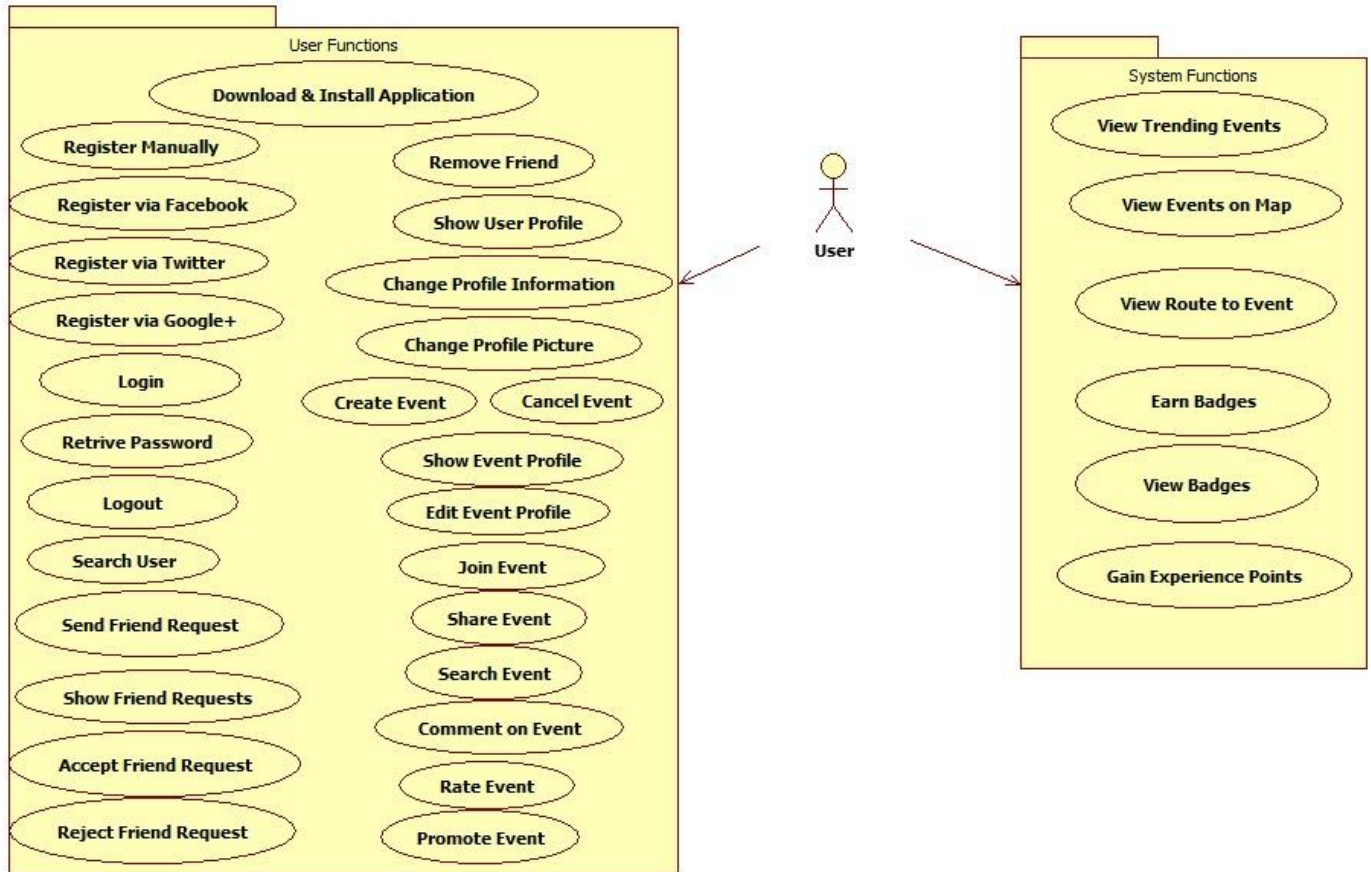 User Functions
Download & Install Application
Register Manually
Register via Facebook
Register via Twitter
Register via Google+
Login
Retrive Password
Logout
Search User
Send Friend Request
Show Friend Requests
Accept Friend Request
Reject Friend Request
Remove Friend
Show User Profile
Change Profile Information
Change Profile Picture
Create Event
Cancel Event
Show Event Profile
Edit Event Profile
Join Event
Share Event
Search Event
Comment on Event
Rate Event
Promote Event
User
System Functions
View Trending Events
View Events on Map
View Route to Event
Earn Badges
View Badges
Gain Experience Points